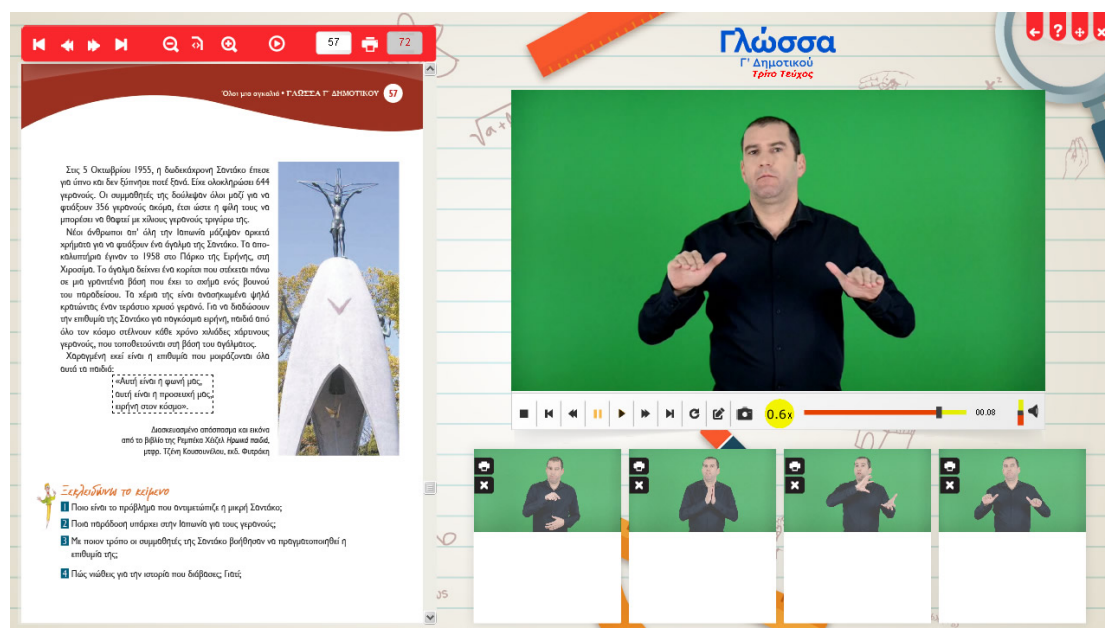 57
72
Όλοι μια αγκαλιά • ΓΛΩΣΣΑ Γ΄ ΔΗΜΟΤΙΚΟΥ 57
Στις 5 Οκτωβρίου 1955, η δωδεκάχρονη Σαντάκο έπεσε
για ύπνο και δεν ξύπνησε ποτέ ξανά. Είχε ολοκληρώσει 644
γερανούς. Οι συμμαθητές της δούλεψαν όλοι μαζί για να
φτιάξουν 356 γερανούς ακόμα, έτσι ώστε η φίλη τους να
μπορέσει να θαφτεί με χίλιους γερανούς τριγύρω της.
Νέοι άνθρωποι απ' όλη την Ιαπωνία μάζεψαν αρκετά
χρήματα για να φτιάξουν ένα άγαλμα της Σαντάκο. Τα απο-
καλυπτήρια έγιναν το 1958 στο Πάρκο της Ειρήνης, στη
Χιροσίμα. Το άγαλμα δείχνει ένα κορίτσι που στέκεται πάνω
σε μια γρανιτένια βάση που έχει το σχήμα ενός βουνού
του παραδείσου. Τα χέρια της είναι ανασηκωμένα ψηλά
κρατώντας έναν τεράστιο χρυσό γερανό. Για να διαδώσουν
την επιθυμία της Σαντάκο για παγκόσμια ειρήνη, παιδιά από
όλο τον κόσμο στέλνουν κάθε χρόνο χιλιάδες χάρτινους
γερανούς, που τοποθετούνται στη βάση του αγάλματος.
Χαραγμένη εκεί είναι η επιθυμία που μοιράζονται όλα
αυτά τα παιδιά:
«Αυτή είναι η φωνή μας,
αυτή είναι η προσευχή μας,
ειρήνη στον κόσμο».
Διασκευασμένο απόσπασμα και εικόνα
από το βιβλίο της Ρεμπέκα Χάζελ Ηρωικά παιδιά,
μτφρ. Τζένη Κουσουνέλου, εκδ. Φυτράκη
Ξεκλειδώνω το κείμενο
1 Ποιο είναι το πρόβλημα που αντιμετώπιζε η μικρή Σαντάκο;
2 Ποια παράδοση υπάρχει στην Ιαπωνία για τους γερανούς;
3 Με ποιον τρόπο οι συμμαθητές της Σαντάκο βοήθησαν να πραγματοποιηθεί η
επιθυμία της;
4 Πώς νιώθεις για την ιστορία που διάβασες; Γιατί;
Γλώσσα
Γ' Δημοτικού
Τρίτο Τεύχος
0.6x
00.08